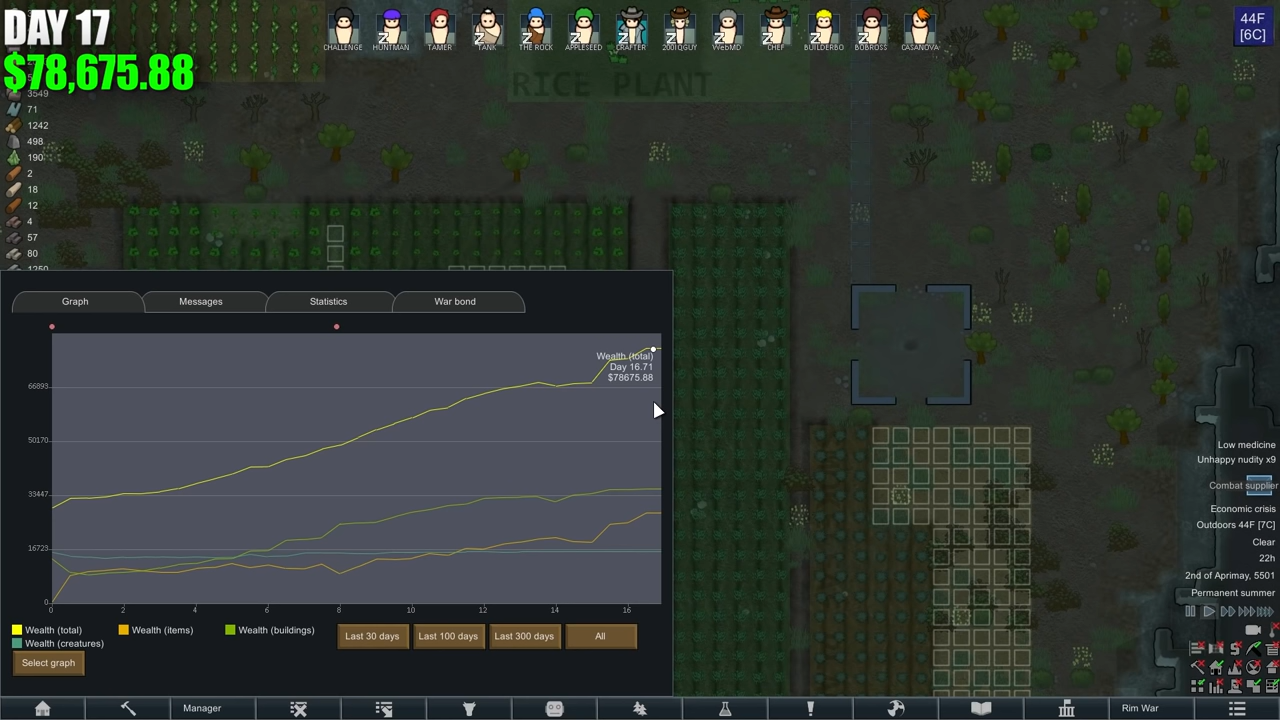 DAY 17
$78,675.88
CHALLENGE
HUNTMAN
TAMER
TANK
THE ROCK
APPLESEED
CRAFTER
200IQGUY
WebMD
CHEF
BUILDERBO
BOBROSS
CASANOVA
44F
[6C]
RICE PLANT
3549
71
1242
498
190
2
18
12
4
57
80
1250
Graph
Messages
Statistics
War bond
66893
50170
33447
16723
0
Wealth (total)
Day 16.71
$78675.88
0 2 4 6 8 10 12 14 16
Wealth (total)
Wealth (items)
Wealth (buildings)
Wealth (creatures)
Last 30 days
Last 100 days
Last 300 days
All
Select graph
Low medicine
Unhappy nudity x9
Combat supplier
Economic crisis
Outdoors 44F [7C]
Clear
22h
2nd of Aprimay, 5501
Permanent summer
Manager
Rim War